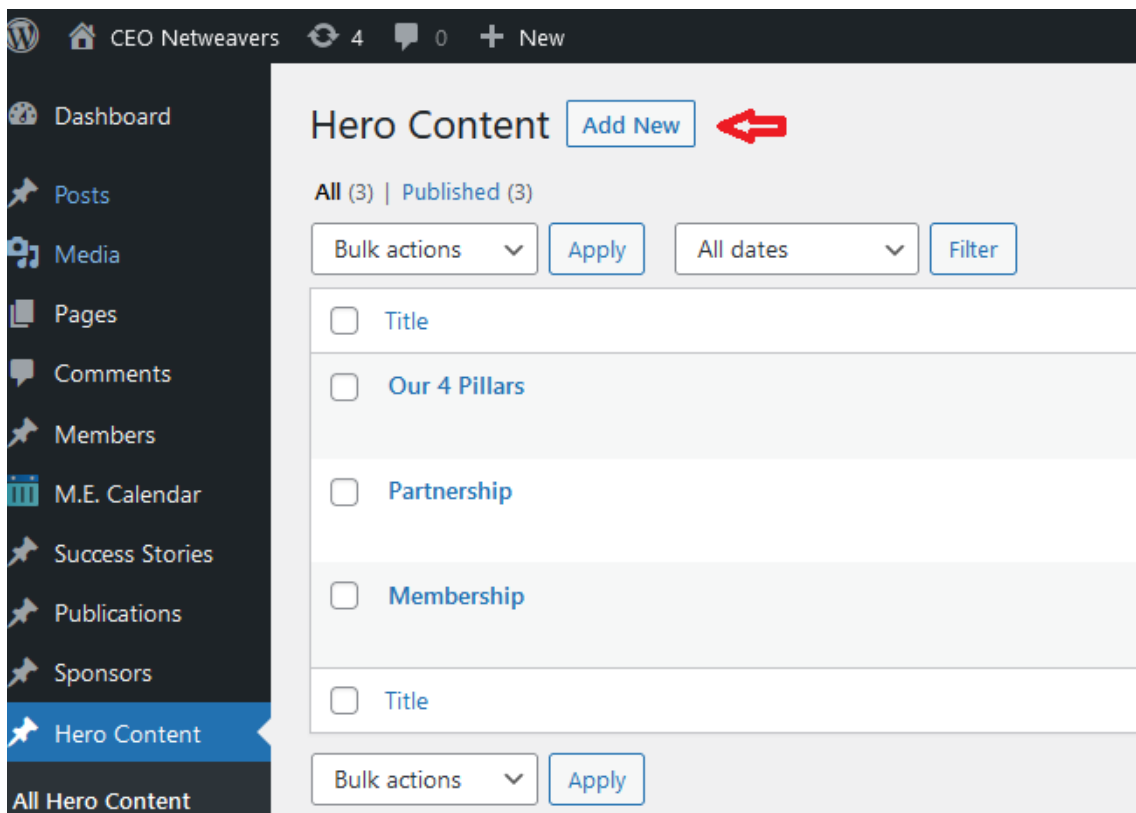 CEO Netweavers 4 0 New
Dashboard
Posts
Media
Pages
Comments
Members
M.E. Calendar
Success Stories
Publications
Sponsors
Hero Content
All Hero Content
Hero Content Add New
All (3) | Published (3)
Bulk actions Apply All dates Filter
Title
Our 4 Pillars
Partnership
Membership
Title
Bulk actions Apply